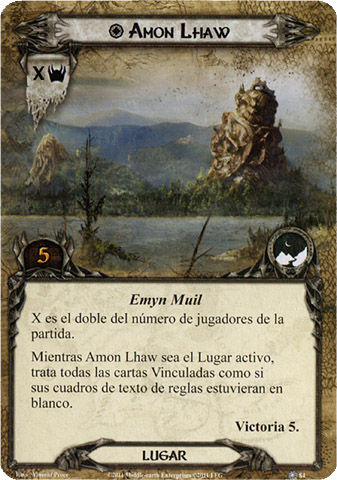 Amon Lhaw
X
5
Emyn Muil
X es el doble del número de jugadores de la
partida.
Mientras Amon Lhaw sea el Lugar activo,
trata todas las cartas Vinculadas como si
sus cuadros de texto de reglas estuvieran en
blanco.
Victoria 5.
LUGAR